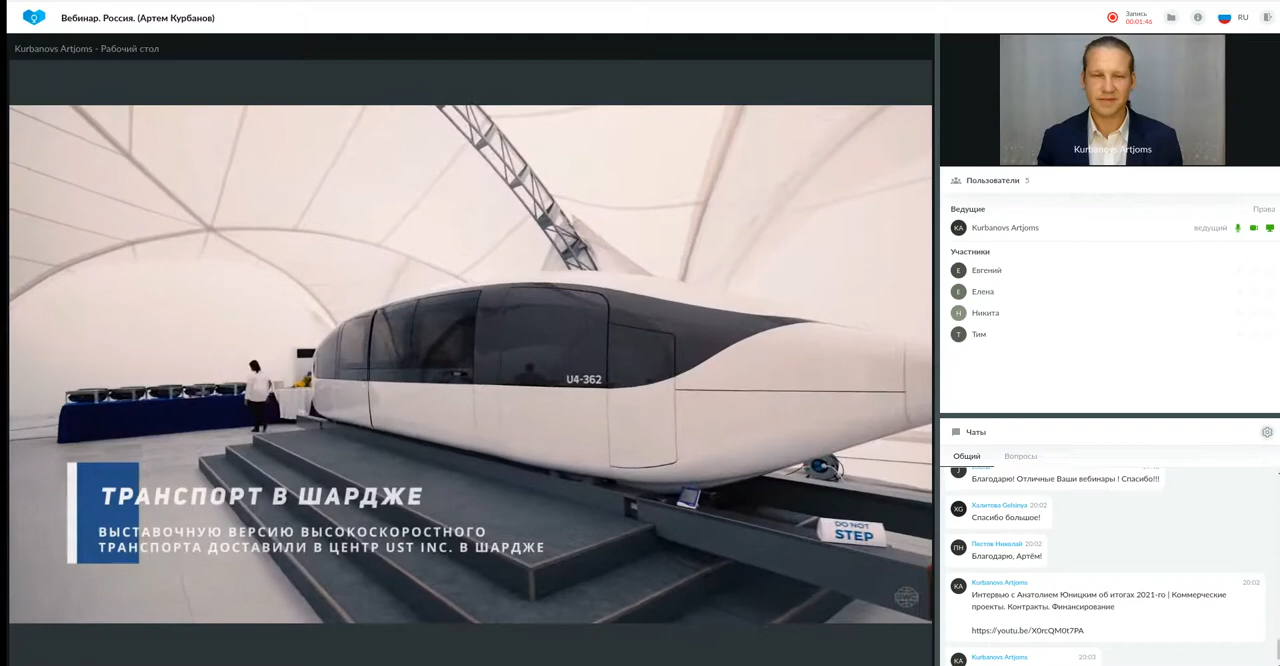 Вебинар. Россия. (Артем Курбанов)
Запись
00:01:46
RU
Kurbanovs Artjoms - Рабочий стол
U4-362
DO NOT
STEP
ТРАНСПОРТ В ШАРДЖЕ
ВЫСТАВОЧНУЮ ВЕРСИЮ ВЫСОКОСКОРОСТНОГО
ТРАНСПОРТА ДОСТАВИЛИ В ЦЕНТР UST INC. В ШАРДЖЕ
Kurbanovs Artjoms
Пользователи 5
Ведущие Права
KA Kurbanovs Artjoms ведущий
Участники
Е Евгений
Е Елена
Н Никита
Т Тим
Чаты
Общий Вопросы
Благодарю! Отличные Ваши вебинары ! Спасибо!!!
XG Халитова Gelsinya 20:02
Спасибо большое!
ПН Пестов Николай 20:02
Благодарю, Артём!
KA Kurbanovs Artjoms 20:02
Интервью с Анатолием Юницким об итогах 2021-го | Коммерческие
проекты. Контракты. Финансирование
https://youtu.be/X0rcQM0t7PA
KA Kurbanovs Artjoms 20:03